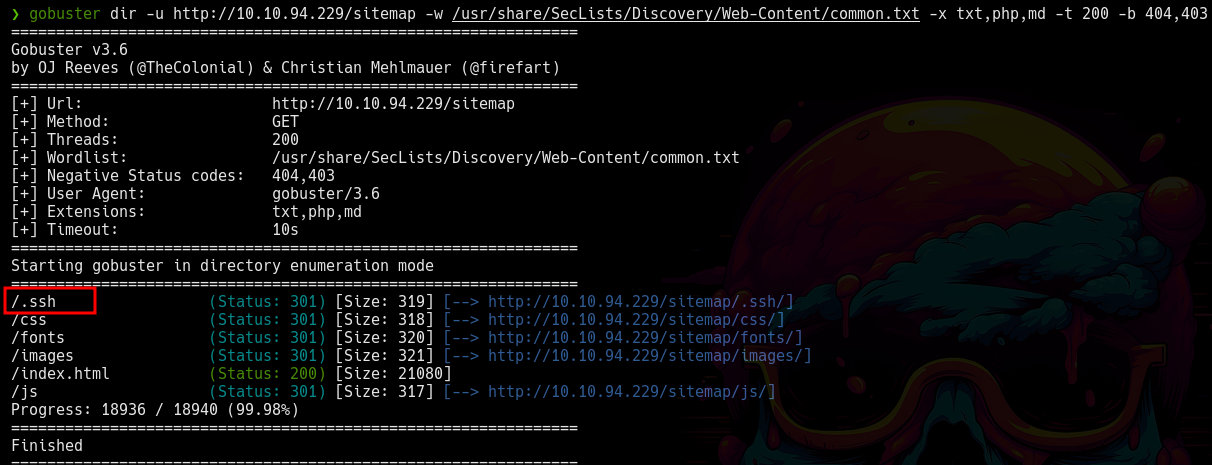 ❯ gobuster dir -u http://10.10.94.229/sitemap -w /usr/share/SecLists/Discovery/Web-Content/common.txt -x txt,php,md -t 200 -b 404,403
===============================================================
Gobuster v3.6
by OJ Reeves (@TheColonial) & Christian Mehlmauer (@firefart)
===============================================================
[+] Url:                     http://10.10.94.229/sitemap
[+] Method:                  GET
[+] Threads:                 200
[+] Wordlist:                /usr/share/SecLists/Discovery/Web-Content/common.txt
[+] Negative Status codes:   404,403
[+] User Agent:              gobuster/3.6
[+] Extensions:              txt,php,md
[+] Timeout:                 10s
===============================================================
Starting gobuster in directory enumeration mode
===============================================================
/.ssh                 (Status: 301) [Size: 319] [--> http://10.10.94.229/sitemap/.ssh/]
/css                  (Status: 301) [Size: 318] [--> http://10.10.94.229/sitemap/css/]
/fonts                (Status: 301) [Size: 320] [--> http://10.10.94.229/sitemap/fonts/]
/images               (Status: 301) [Size: 321] [--> http://10.10.94.229/sitemap/images/]
/index.html           (Status: 200) [Size: 21080]
/js                   (Status: 301) [Size: 317] [--> http://10.10.94.229/sitemap/js/]
Progress: 18936 / 18940 (99.98%)
===============================================================
Finished
===============================================================